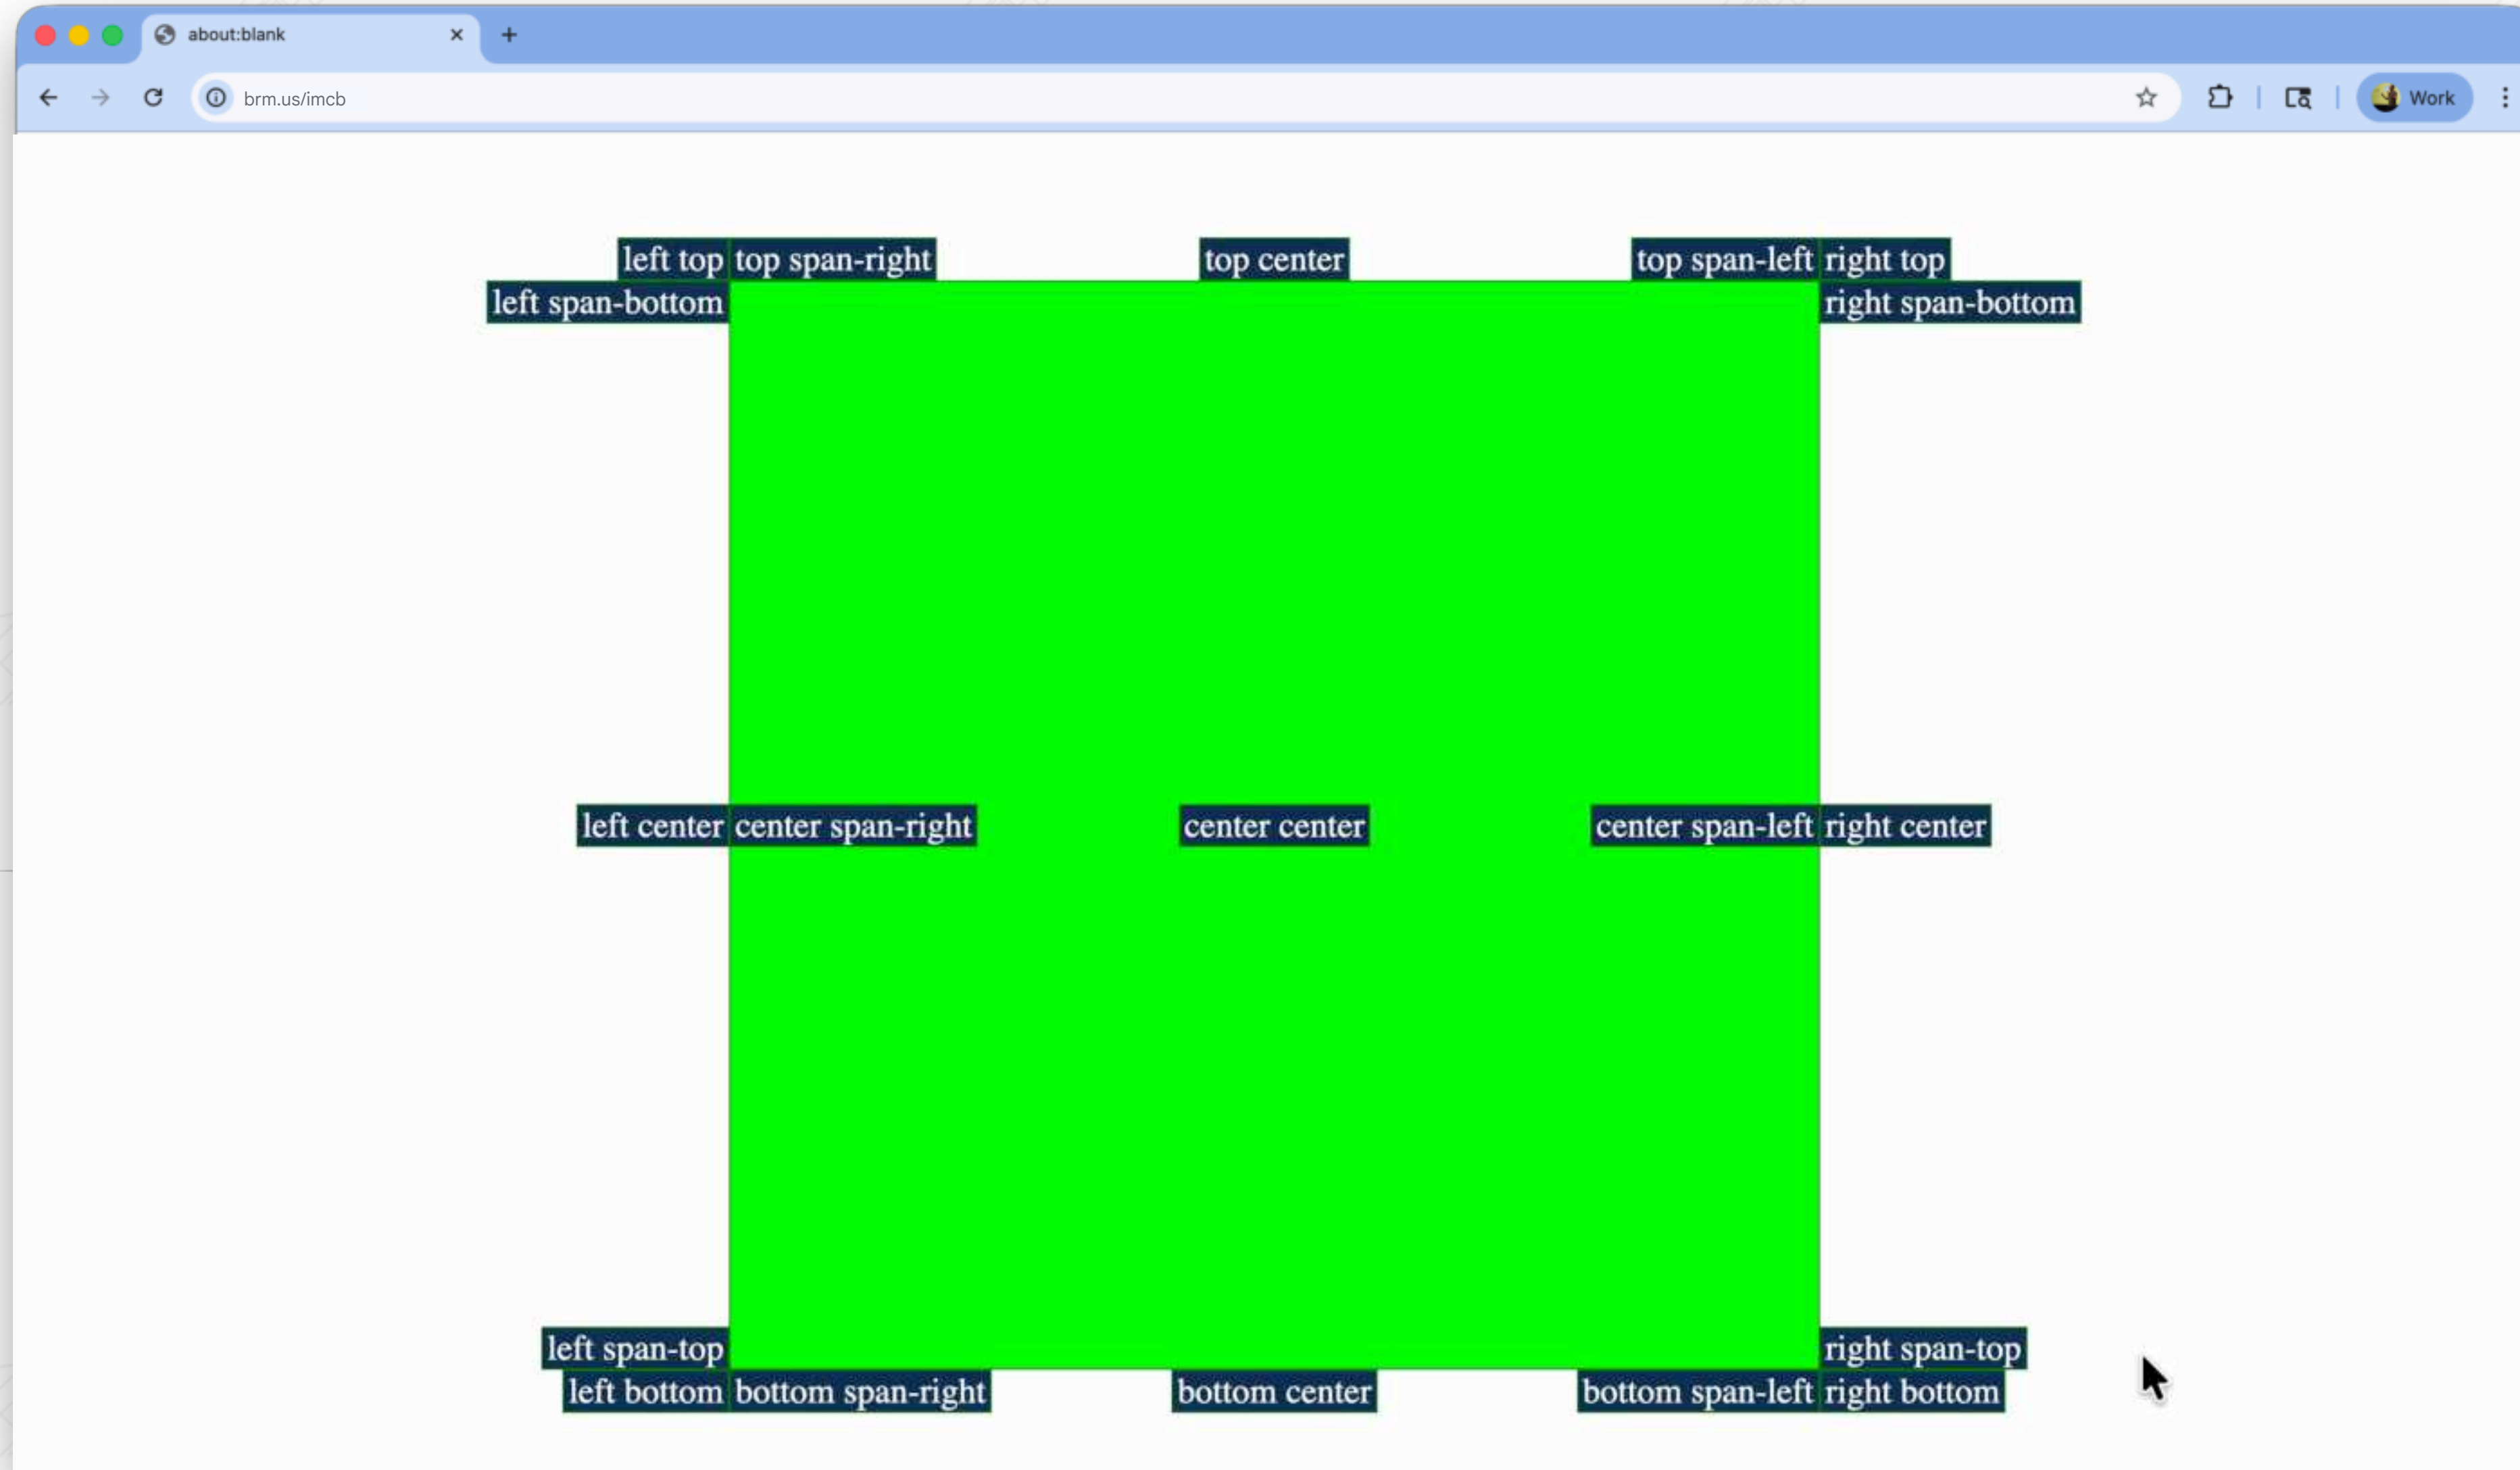 about:blank
brm.us/imcb
Work
left top top span-right top center top span-left right top
left span-bottom right span-bottom
left center center span-right center center center span-left right center
left span-top right span-top
left bottom bottom span-right bottom center bottom span-left right bottom